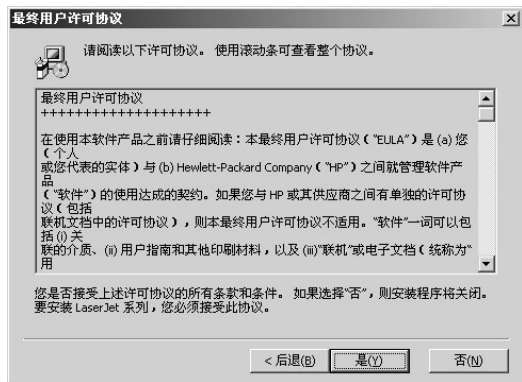 最终用户许可协议
请阅读以下许可协议。 使用滚动条可查看整个协议。
最终用户许可协议
++++++++++++++++++++
在使用本软件产品之前请仔细阅读：本最终用户许可协议（“EULA”）是 (a) 您
（个人
或您代表的实体）与 (b) Hewlett-Packard Company（“HP”）之间就管理软件产
品
（“软件”）的使用达成的契约。如果您与 HP 或其供应商之间有单独的许可协
议（包括
联机文档中的许可协议），则本最终用户许可协议不适用。“软件”一词可以包
括 (i) 关
联的介质、(ii) 用户指南和其他印刷材料，以及 (iii)“联机”或电子文档（统称为“
用
您是否接受上述许可协议的所有条款和条件。 如果选择“否”，则安装程序将关闭。
要安装 LaserJet 系列，您必须接受此协议。
< 后退(B)
是(Y)
否(N)